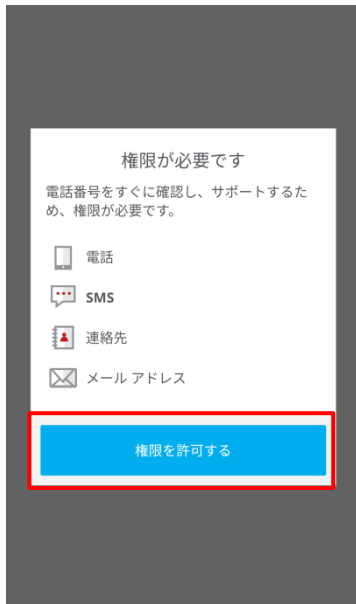 権限が必要です
電話番号をすぐに確認し、サポートするた
め、権限が必要です。
電話
SMS
連絡先
メール アドレス
権限を許可する